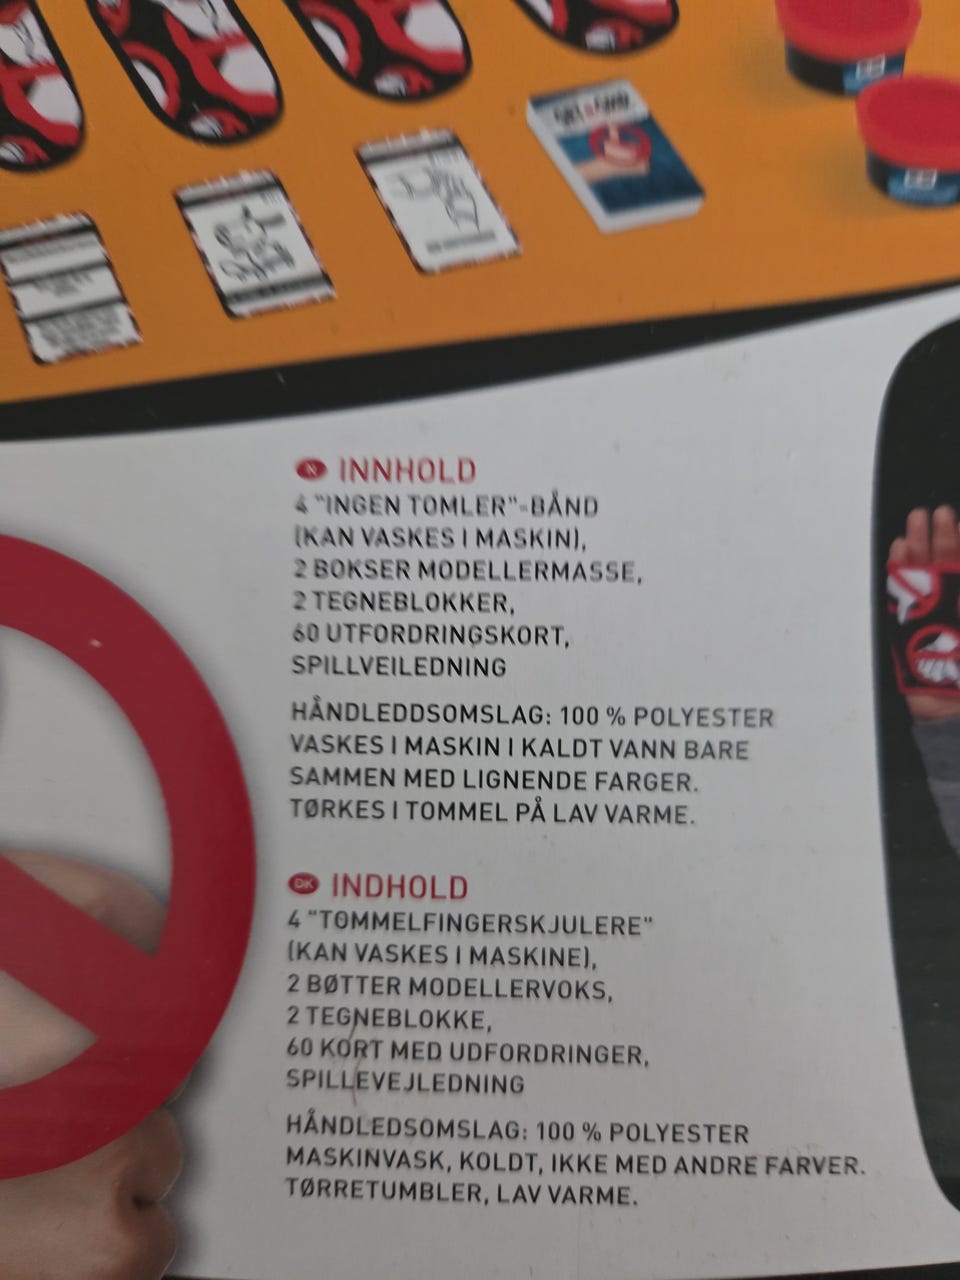 N INNHOLD
4 "INGEN TOMLER"-BÅND
(KAN VASKES I MASKIN),
2 BOKSER MODELLERMASSE,
2 TEGNEBLOKKER,
60 UTFORDRINGSKORT,
SPILLVEILEDNING
HÅNDLEDDSOMSLAG: 100 % POLYESTER
VASKES I MASKIN I KALDT VANN BARE
SAMMEN MED LIGNENDE FARGER.
TØRKES I TOMMEL PÅ LAV VARME.
DK INDHOLD
4 "TOMMELFINGERSKJULERE"
(KAN VASKES I MASKINE),
2 BØTTER MODELLERVOKS,
2 TEGNEBLOKKE,
60 KORT MED UDFORDRINGER,
SPILLEVEJLEDNING
HÅNDLEDSOMSLAG: 100 % POLYESTER
MASKINVASK, KOLDT, IKKE MED ANDRE FARVER.
TØRRETUMBLER, LAV VARME.